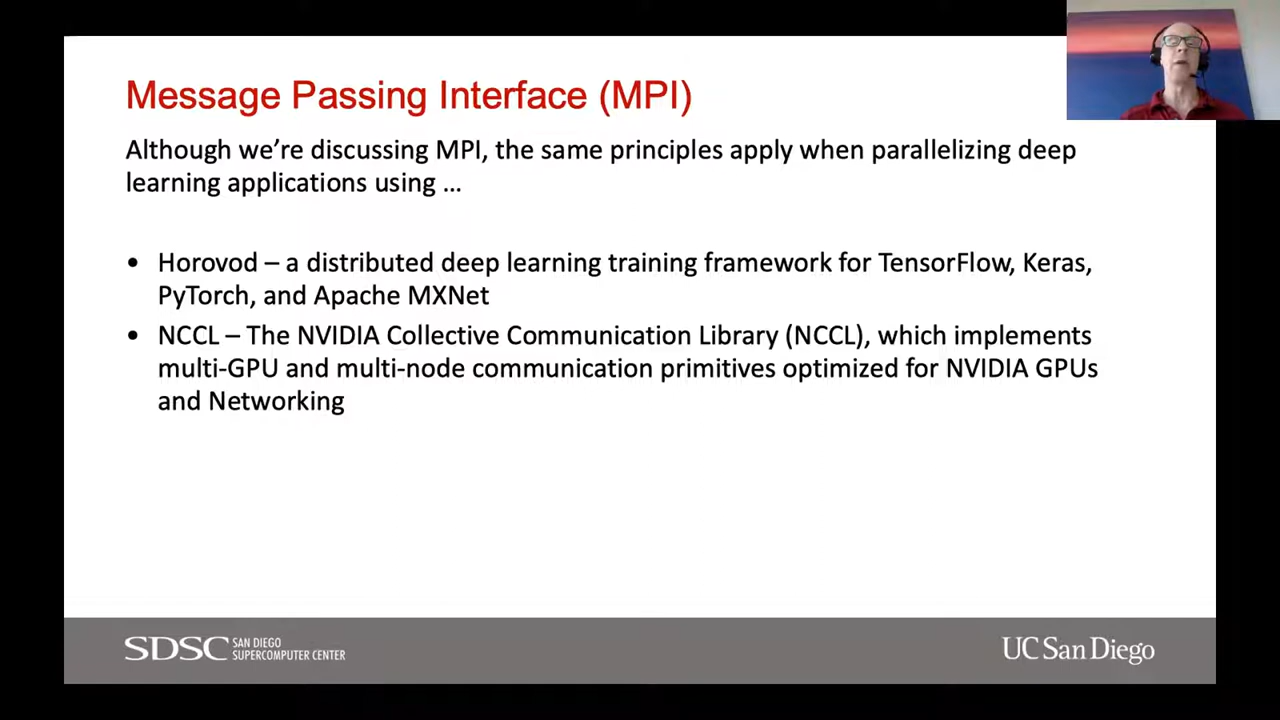 Message Passing Interface (MPI)
Although we’re discussing MPI, the same principles apply when parallelizing deep
learning applications using …
• Horovod – a distributed deep learning training framework for TensorFlow, Keras,
PyTorch, and Apache MXNet
• NCCL – The NVIDIA Collective Communication Library (NCCL), which implements
multi-GPU and multi-node communication primitives optimized for NVIDIA GPUs
and Networking
SDSC SAN DIEGO
SUPERCOMPUTER CENTER
UC San Diego